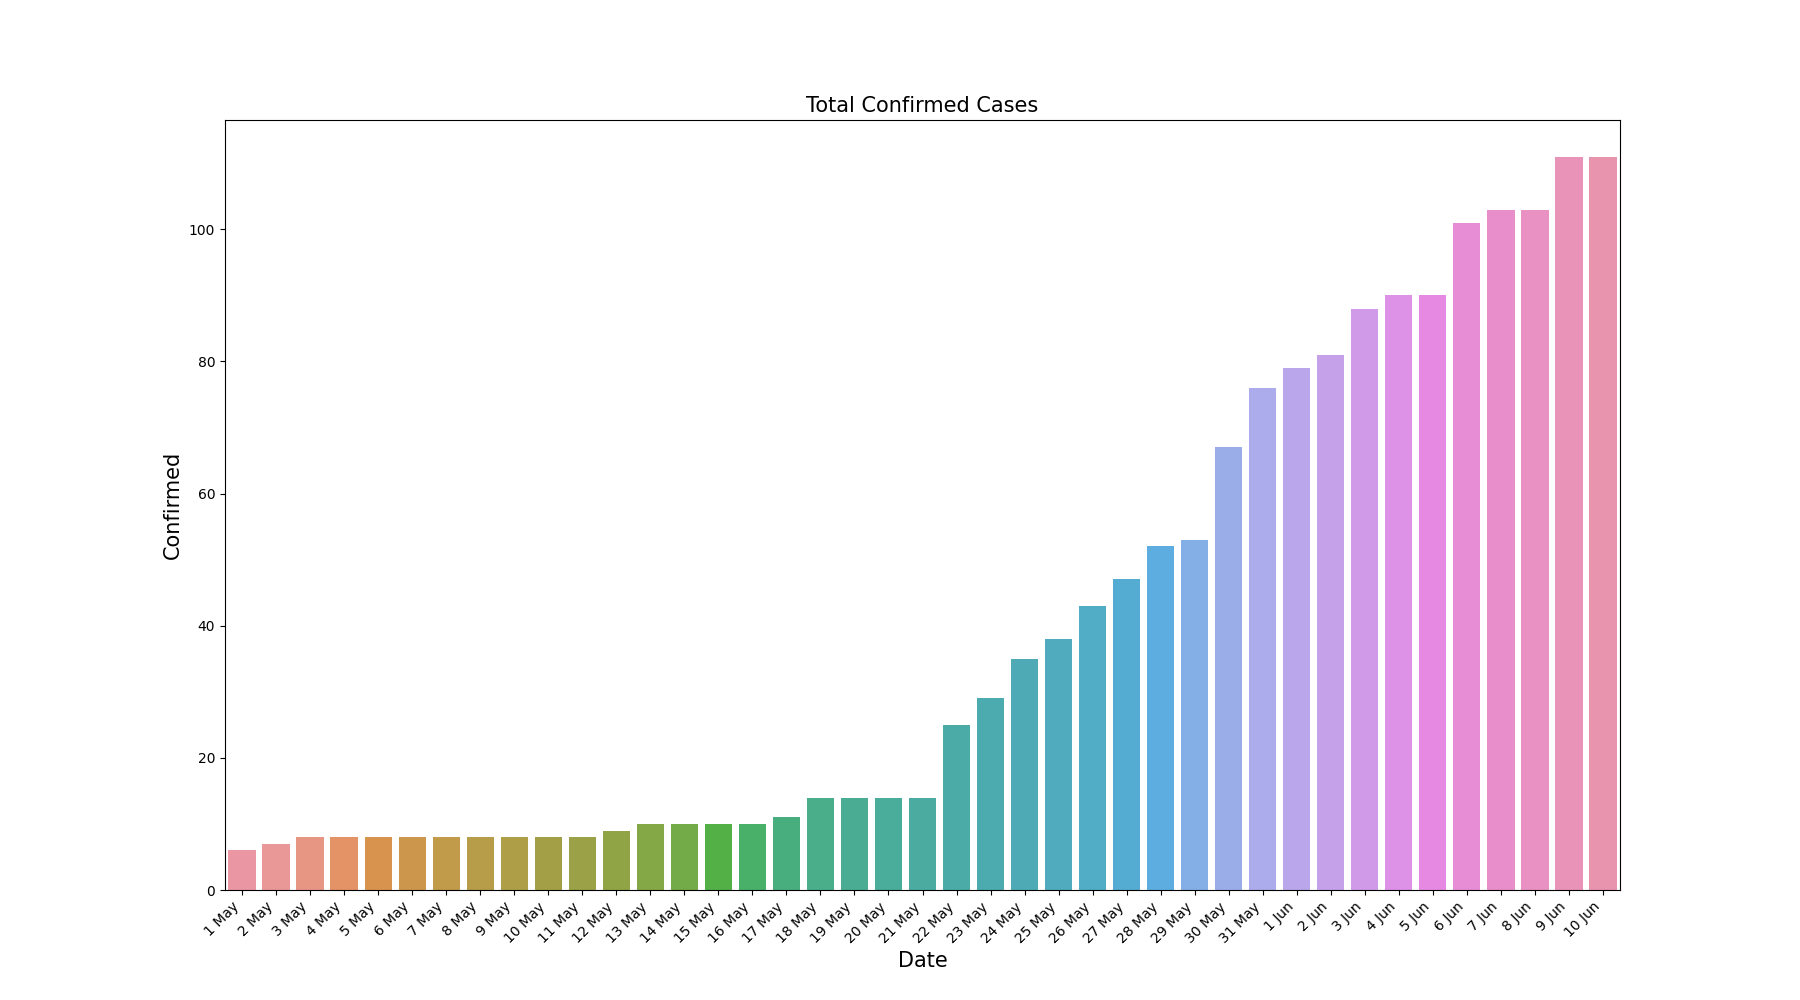 Total Confirmed Cases
Confirmed
100
80
60
40
20
0
1 May
2 May
3 May
4 May
5 May
6 May
7 May
8 May
9 May
10 May
11 May
12 May
13 May
14 May
15 May
16 May
17 May
18 May
19 May
20 May
21 May
22 May
23 May
24 May
25 May
26 May
27 May
28 May
29 May
30 May
31 May
1 Jun
2 Jun
3 Jun
4 Jun
5 Jun
6 Jun
7 Jun
8 Jun
9 Jun
10 Jun
Date